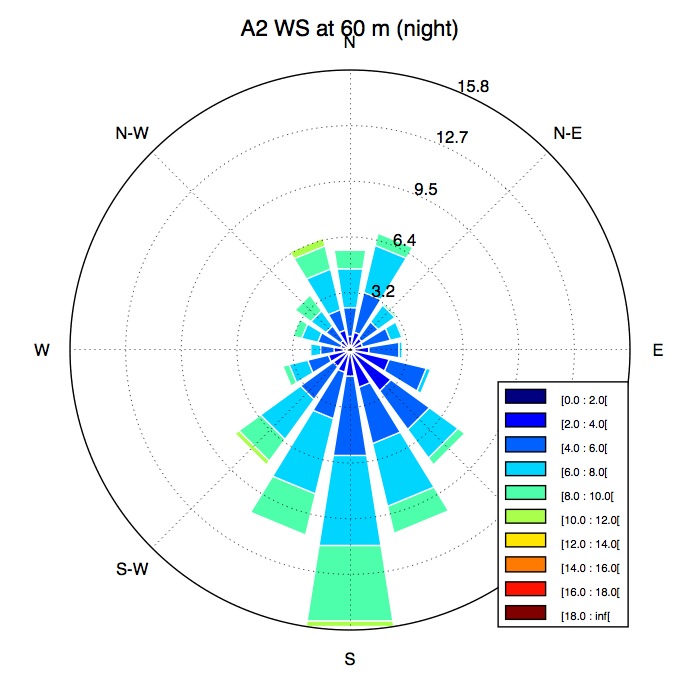 A2 WS at 60 m (night)
N
15.8
N-W
12.7
N-E
9.5
6.4
3.2
W
E
[0.0 : 2.0[
[2.0 : 4.0[
[4.0 : 6.0[
[6.0 : 8.0[
[8.0 : 10.0[
[10.0 : 12.0[
[12.0 : 14.0[
[14.0 : 16.0[
[16.0 : 18.0[
[18.0 : inf[
S-W
S